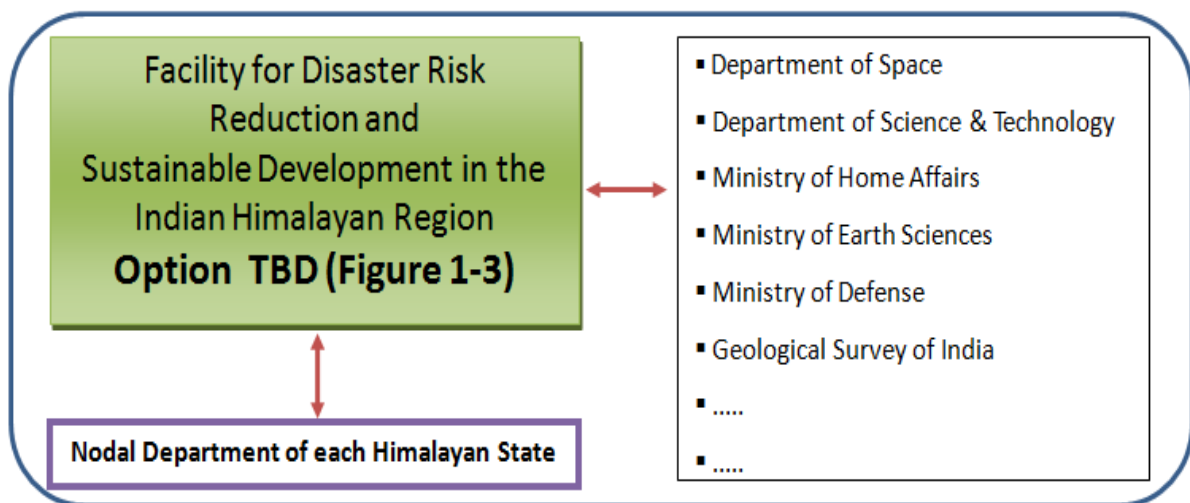 Facility for Disaster Risk
Reduction and
Sustainable Development in the
Indian Himalayan Region
Option TBD (Figure 1-3)
Nodal Department of each Himalayan State
▪ Department of Space
▪ Department of Science & Technology
▪ Ministry of Home Affairs
▪ Ministry of Earth Sciences
▪ Ministry of Defense
▪ Geological Survey of India
▪ .....
▪ .....